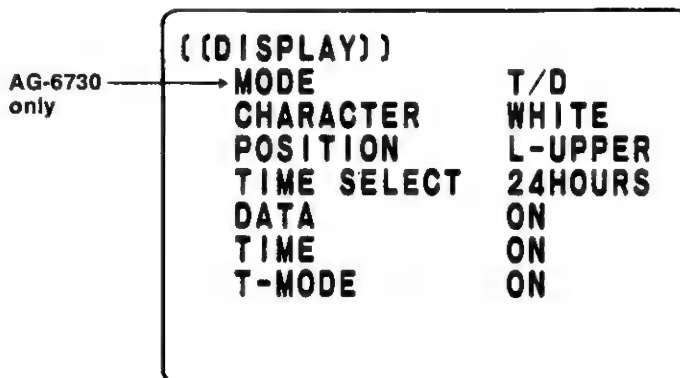 ((DISPLAY))
AG-6730
only
MODE T/D
CHARACTER WHITE
POSITION L-UPPER
TIME SELECT 24HOURS
DATA ON
TIME ON
T-MODE ON